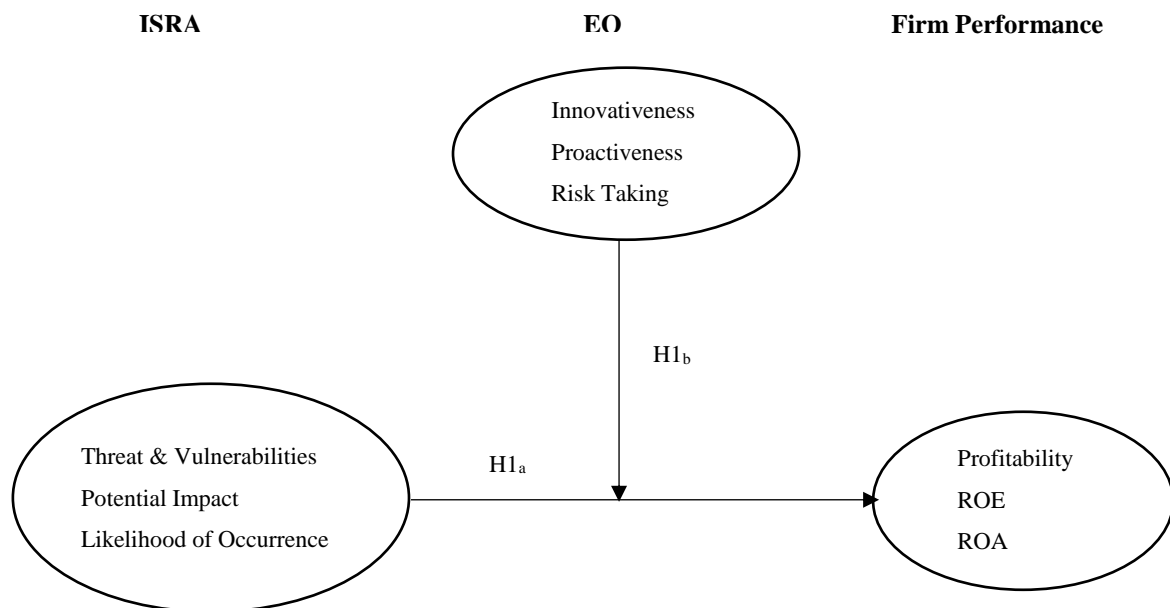 ISRA
EO
Firm Performance
Innovativeness
Proactiveness
Risk Taking
H1b
Threat & Vulnerabilities
Potential Impact
Likelihood of Occurrence
H1a
Profitability
ROE
ROA